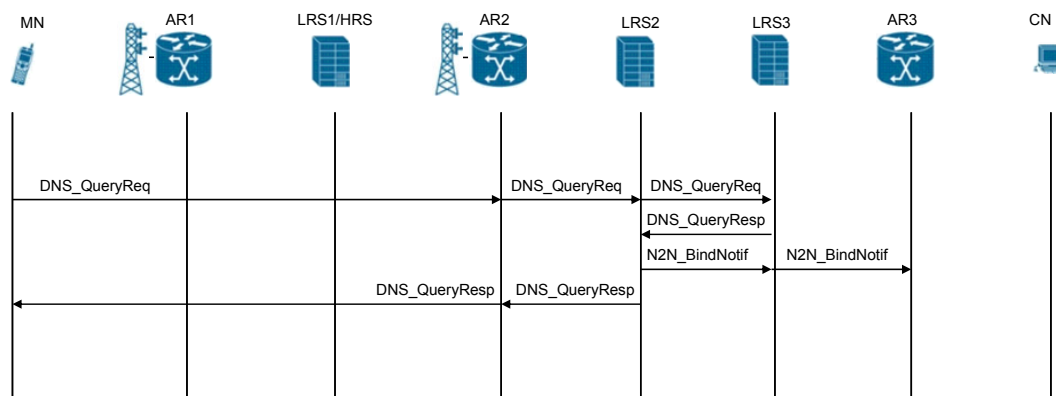 MN
AR1
LRS1/HRS
AR2
LRS2
LRS3
AR3
CN
DNS_QueryReq
DNS_QueryReq
DNS_QueryReq
DNS_QueryResp
N2N_BindNotif
N2N_BindNotif
DNS_QueryResp
DNS_QueryResp